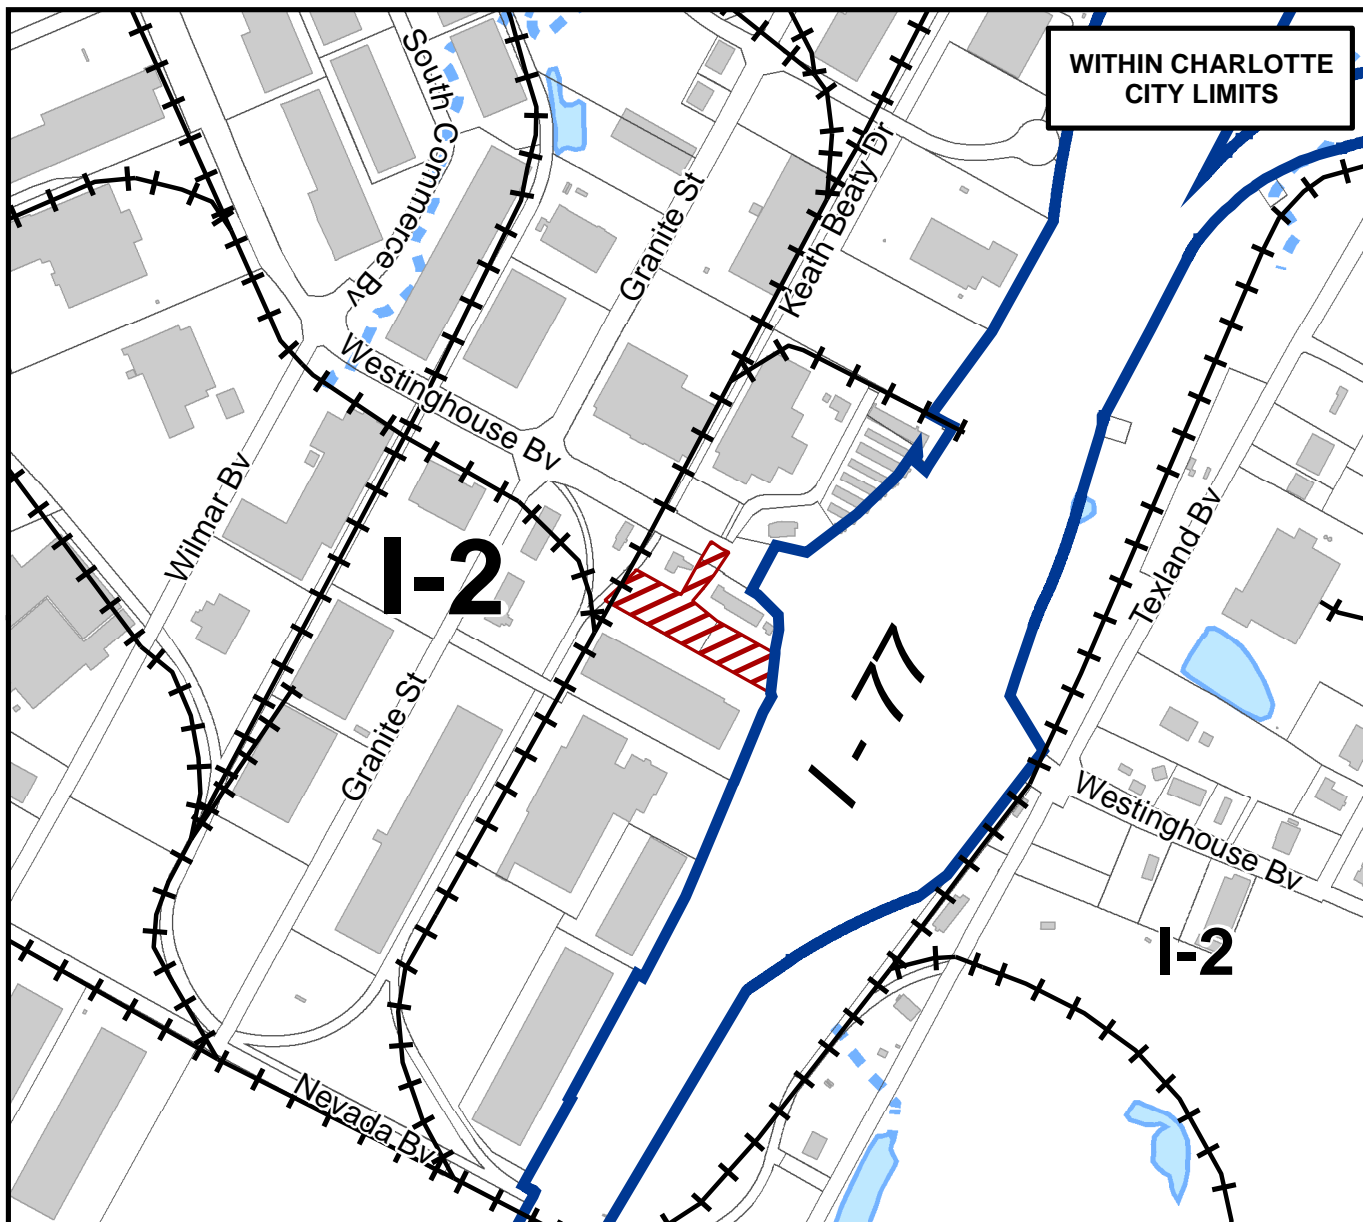 WITHIN CHARLOTTE
CITY LIMITS
South Commerce Bv
Granite St
Keath Beaty Dr
Westinghouse Bv
Wilmar Bv
I-2
Texland Bv
I - 77
Granite St
Westinghouse Bv
I-2
Nevada Bv